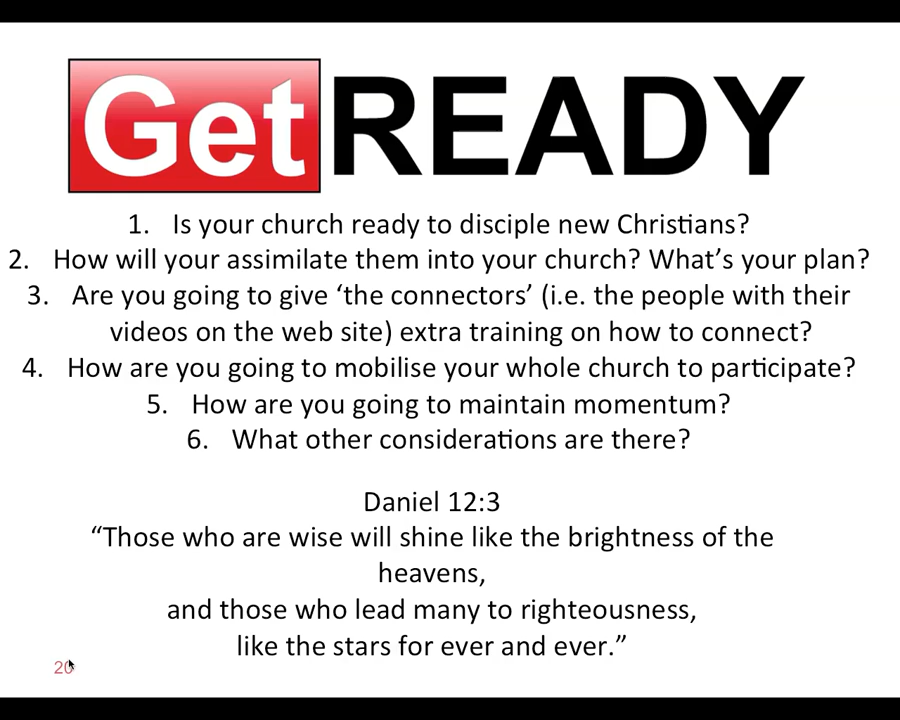 Get READY
1. Is your church ready to disciple new Christians?
2. How will your assimilate them into your church? What's your plan?
3. Are you going to give ‘the connectors’ (i.e. the people with their
videos on the web site) extra training on how to connect?
4. How are you going to mobilise your whole church to participate?
5. How are you going to maintain momentum?
6. What other considerations are there?
Daniel 12:3
“Those who are wise will shine like the brightness of the
heavens,
and those who lead many to righteousness,
like the stars for ever and ever.”
20